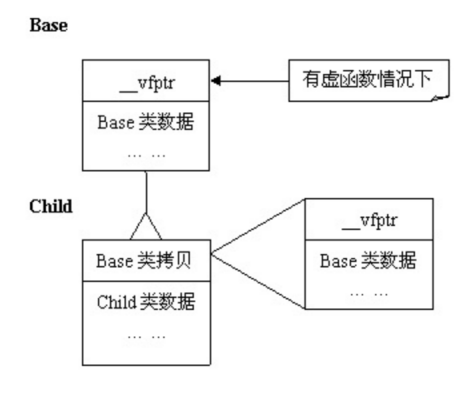 Base
__vfptr
有虚函数情况下
Base 类数据
… …
Child
__vfptr
Base 类拷贝
Base 类数据
Child 类数据
… …
… …